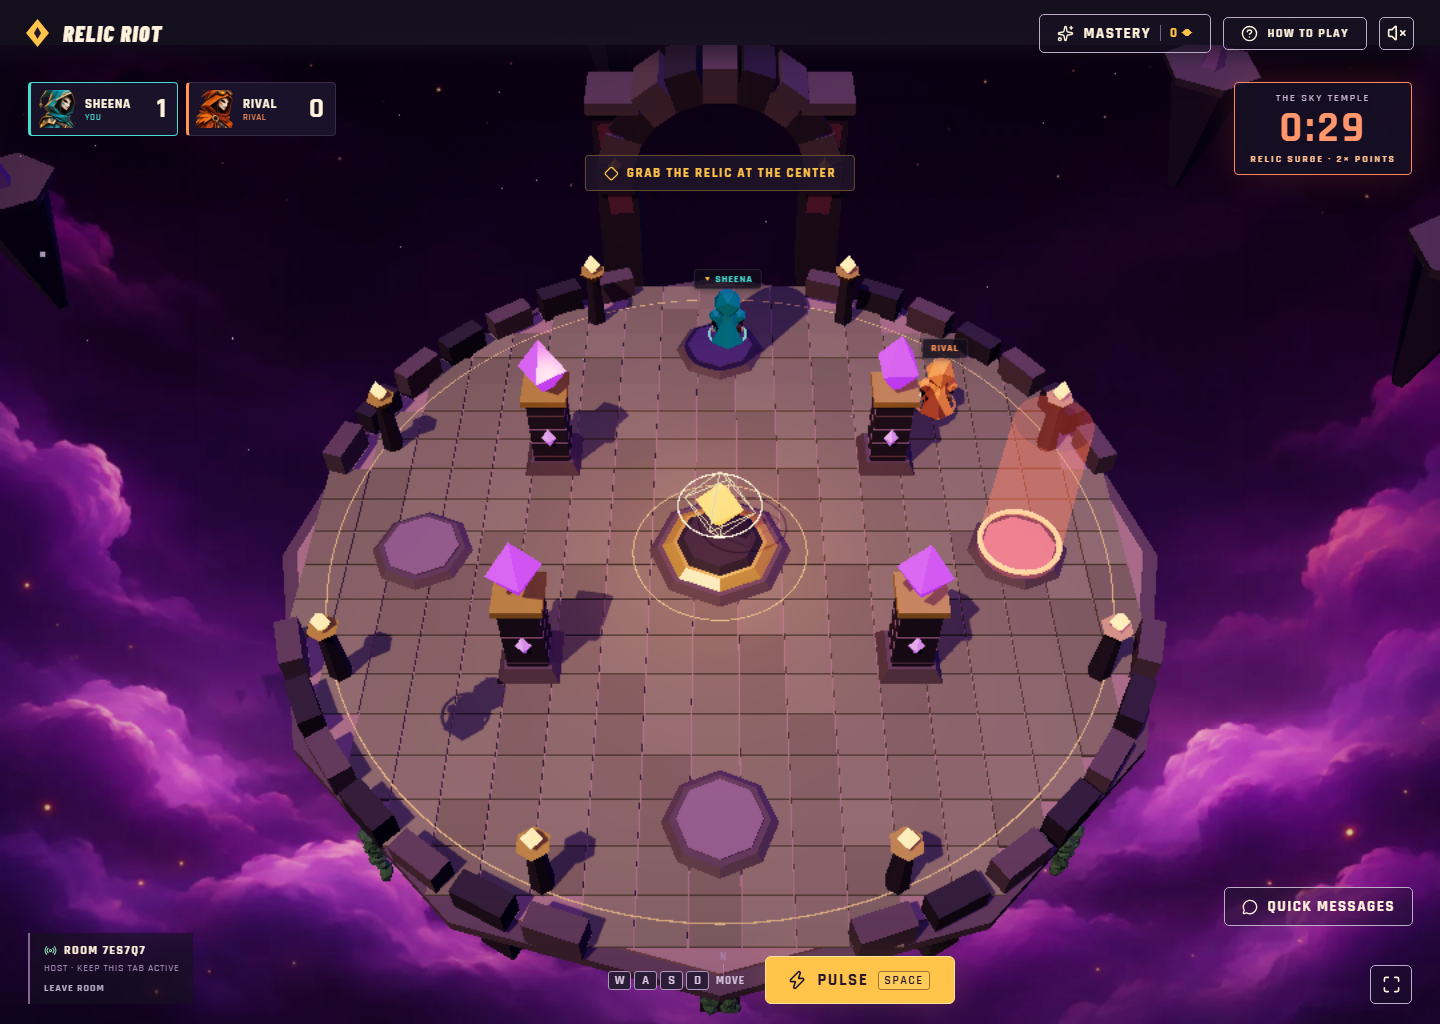 RELIC RIOT
MASTERY 0
HOW TO PLAY
SHEENA
YOU
1
RIVAL
RIVAL
0
THE SKY TEMPLE
0:29
RELIC SURGE · 2× POINTS
GRAB THE RELIC AT THE CENTER
SHEENA
RIVAL
QUICK MESSAGES
ROOM 7ES7Q7
HOST · KEEP THIS TAB ACTIVE
LEAVE ROOM
N
W A S D MOVE
PULSE SPACE